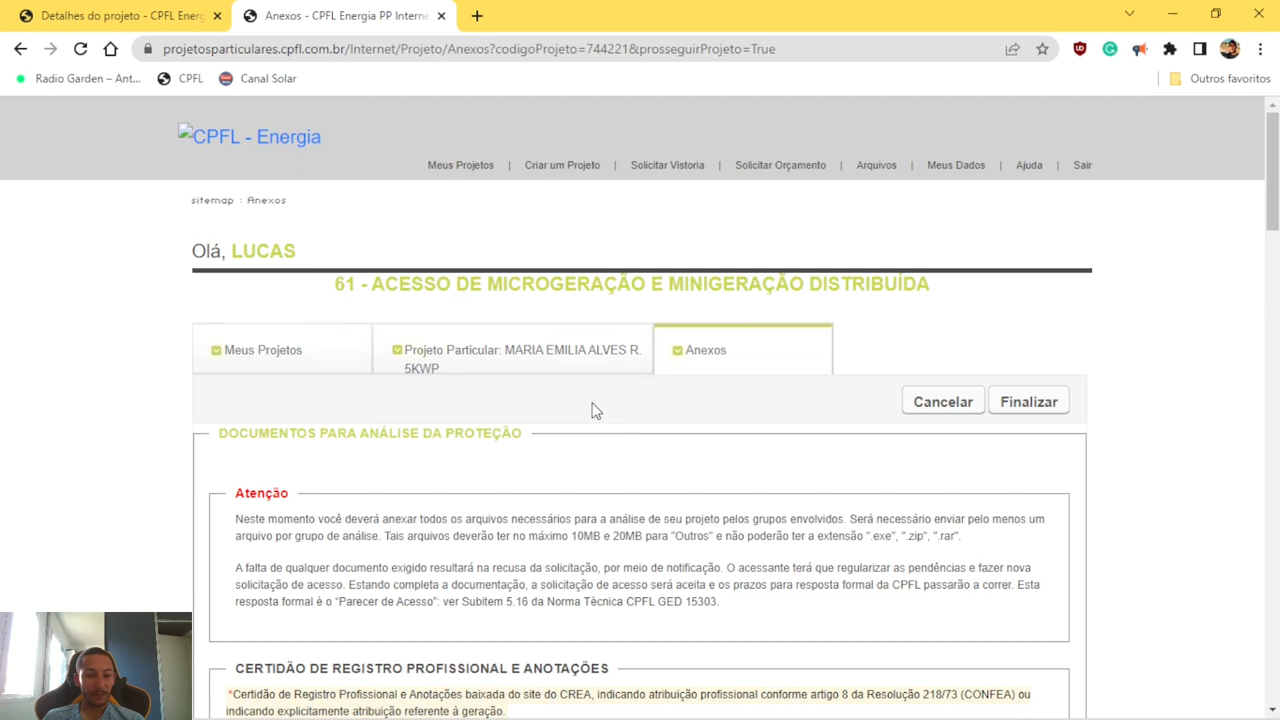 Detalhes do projeto - CPFL Energ
Anexos - CPFL Energia PP Interne
projetosparticulares.cpfl.com.br/Internet/Projeto/Anexos?codigoProjeto=744221&prosseguirProjeto=True
Radio Garden – Ant...
CPFL
Canal Solar
Outros favoritos
CPFL - Energia
Meus Projetos | Criar um Projeto | Solicitar Vistoria | Solicitar Orçamento | Arquivos | Meus Dados | Ajuda | Sair
sitemap : Anexos
Olá, LUCAS
61 - ACESSO DE MICROGERAÇÃO E MINIGERAÇÃO DISTRIBUÍDA
Meus Projetos
Projeto Particular: MARIA EMILIA ALVES R.
5KWP
Anexos
Cancelar
Finalizar
DOCUMENTOS PARA ANÁLISE DA PROTEÇÃO
Atenção
Neste momento você deverá anexar todos os arquivos necessários para a análise de seu projeto pelos grupos envolvidos. Será necessário enviar pelo menos um
arquivo por grupo de análise. Tais arquivos deverão ter no máximo 10MB e 20MB para "Outros" e não poderão ter a extensão ".exe", ".zip", ".rar".
A falta de qualquer documento exigido resultará na recusa da solicitação, por meio de notificação. O acessante terá que regularizar as pendências e fazer nova
solicitação de acesso. Estando completa a documentação, a solicitação de acesso será aceita e os prazos para resposta formal da CPFL passarão a correr. Esta
resposta formal é o "Parecer de Acesso": ver Subitem 5.16 da Norma Tècnica CPFL GED 15303.
CERTIDÃO DE REGISTRO PROFISSIONAL E ANOTAÇÕES
*Certidão de Registro Profissional e Anotações baixada do site do CREA, indicando atribuição profissional conforme artigo 8 da Resolução 218/73 (CONFEA) ou
indicando explicitamente atribuição referente à geração.